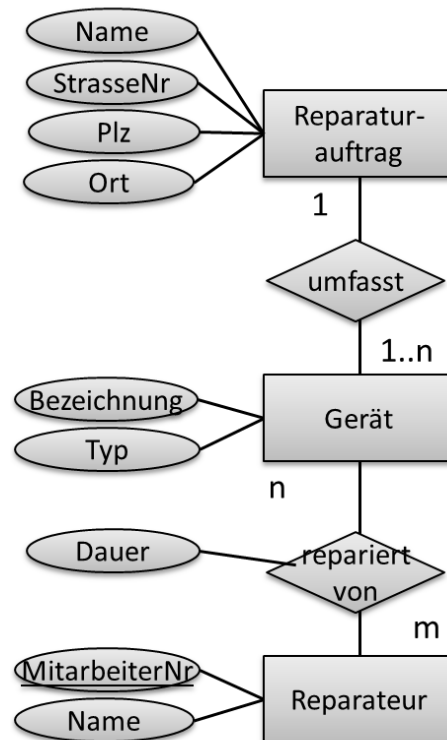 Name
StrasseNr
Plz
Ort
Reparatur-
auftrag
1
umfasst
1..n
Bezeichnung
Typ
Gerät
n
Dauer
repariert
von
m
MitarbeiterNr
Name
Reparateur